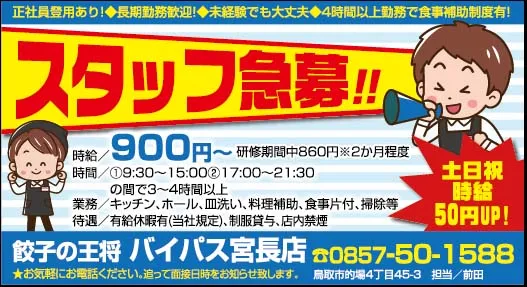 正社員登用あり!◆長期勤務歓迎!◆未経験でも大丈夫◆4時間以上勤務で食事補助制度有!
スタッフ急募!!
時給/900円〜 研修期間中860円※2か月程度
時間/①9:30~15:00②17:00~21:30
の間で3~4時間以上
業務/キッチン、ホール、皿洗い、料理補助、食事片付、掃除等
待遇/有給休暇有(当社規定)、制服貸与、店内禁煙
土日祝
時給
50円UP!
餃子の王将 バイパス宮長店 ☎0857-50-1588
★お気軽にお電話ください。追って面接日時をお知らせ致します。 鳥取市的場4丁目45-3 担当/前田